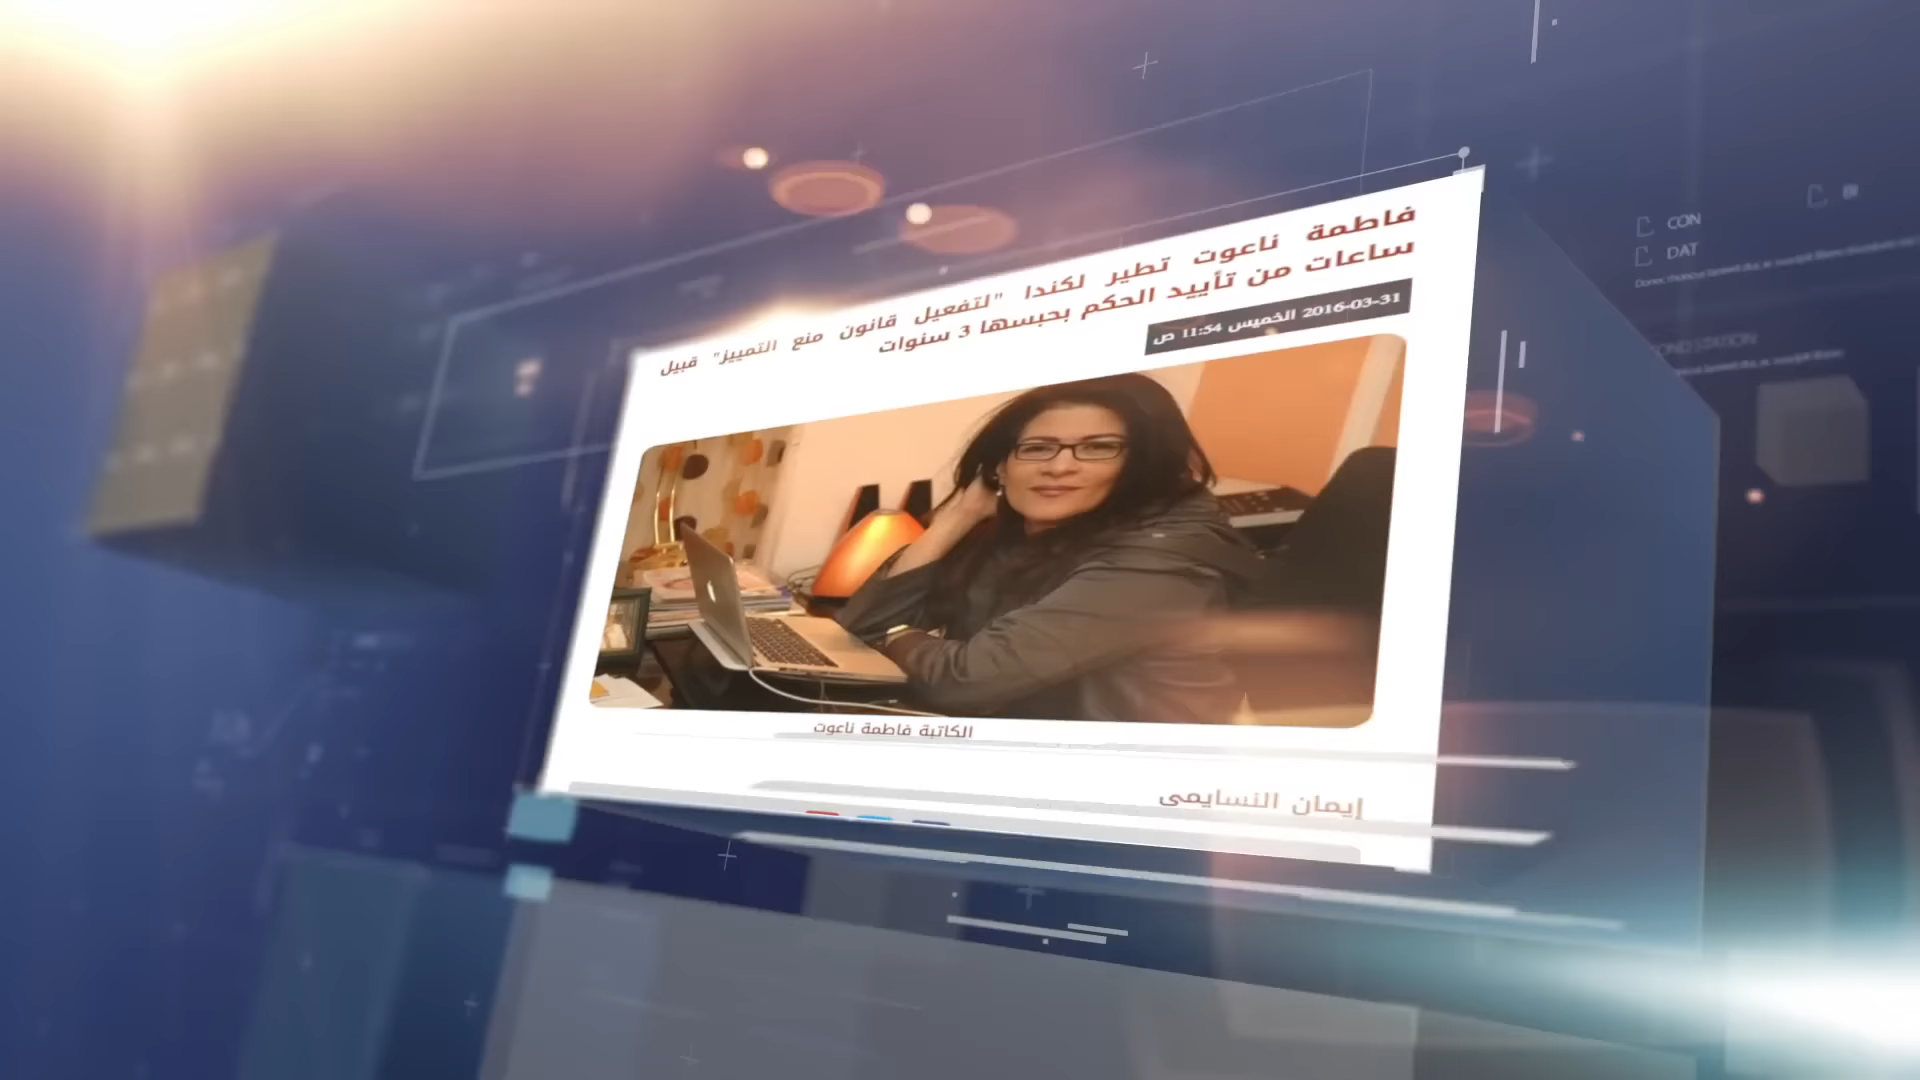 فاطمة ناعوت تطير لكندا "لتفعيل قانون منع التمييز" قبيل
ساعات من تأييد الحكم بحبسها 3 سنوات
2016-03-31 الخميس 11:54 ص
الكاتبة فاطمة ناعوت
إيمان النسايمى
CON
DAT